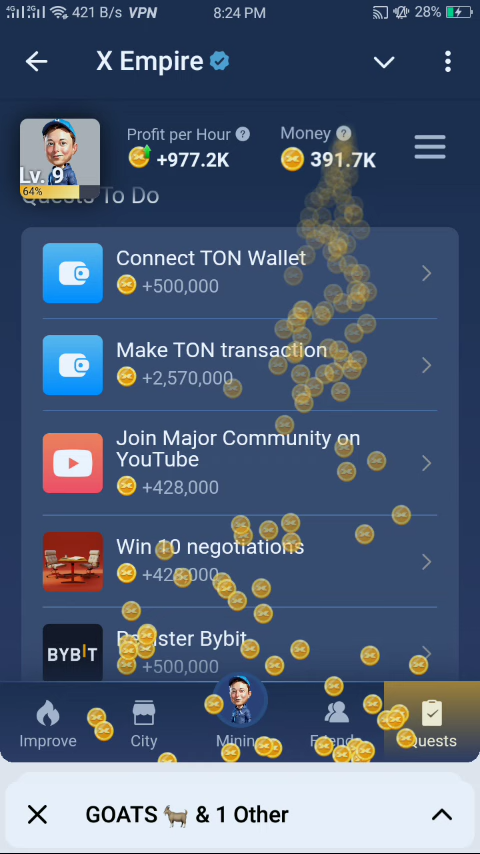 4G 2G 421 B/s VPN 8:24 PM 28%
X Empire
Profit per Hour ? Money ?
+977.2K 391.7K
Lv. 9
64%
Quests To Do
Connect TON Wallet
+500,000
Make TON transaction
+2,570,000
Join Major Community on
YouTube
+428,000
Win 10 negotiations
+428,000
BYBIT
Register Bybit
+500,000
Improve City Mining Friends Quests
GOATS 🐐 & 1 Other